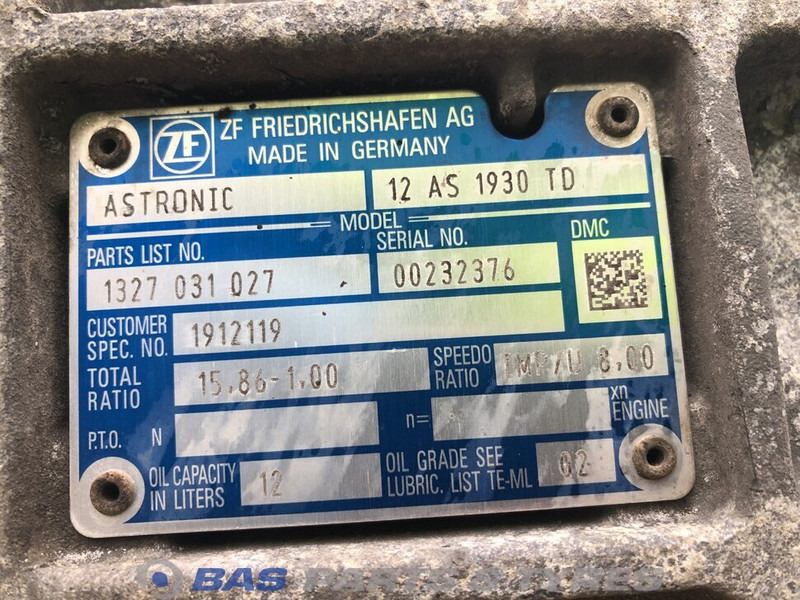 ZF
ZF FRIEDRICHSHAFEN AG
MADE IN GERMANY
ASTRONIC 12 AS 1930 TD
MODEL
PARTS LIST NO. SERIAL NO. DMC
1327 031 027 00232376
CUSTOMER SPEC. NO. 1912119
TOTAL RATIO 15.86-1.00 SPEEDO RATIO IMP/U 8.00
P.T.O. N n= xn ENGINE
OIL CAPACITY IN LITERS 12 OIL GRADE SEE LUBRIC. LIST TE-ML 02
BAS PARTS & TYRES